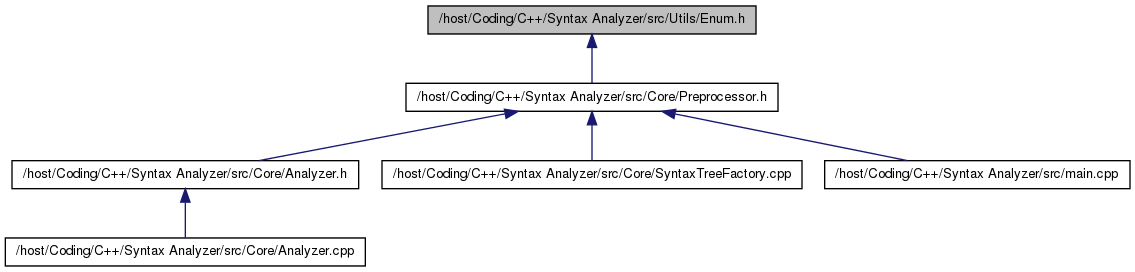 /host/Coding/C++/Syntax Analyzer/src/Utils/Enum.h
/host/Coding/C++/Syntax Analyzer/src/Core/Preprocessor.h
/host/Coding/C++/Syntax Analyzer/src/Core/Analyzer.h
/host/Coding/C++/Syntax Analyzer/src/Core/SyntaxTreeFactory.cpp
/host/Coding/C++/Syntax Analyzer/src/main.cpp
/host/Coding/C++/Syntax Analyzer/src/Core/Analyzer.cpp